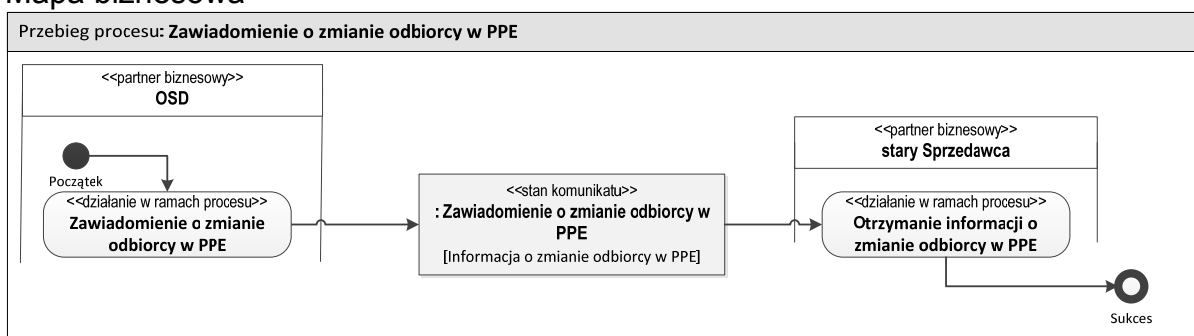 Mapa biznesowa
Przebieg procesu: Zawiadomienie o zmianie odbiorcy w PPE
<<partner biznesowy>>
OSD
Początek
<<działanie w ramach procesu>>
Zawiadomienie o zmianie
odbiorcy w PPE
<<stan komunikatu>>
: Zawiadomienie o zmianie odbiorcy w
PPE
[Informacja o zmianie odbiorcy w PPE]
<<partner biznesowy>>
stary Sprzedawca
<<działanie w ramach procesu>>
Otrzymanie informacji o
zmianie odbiorcy w PPE
Sukces